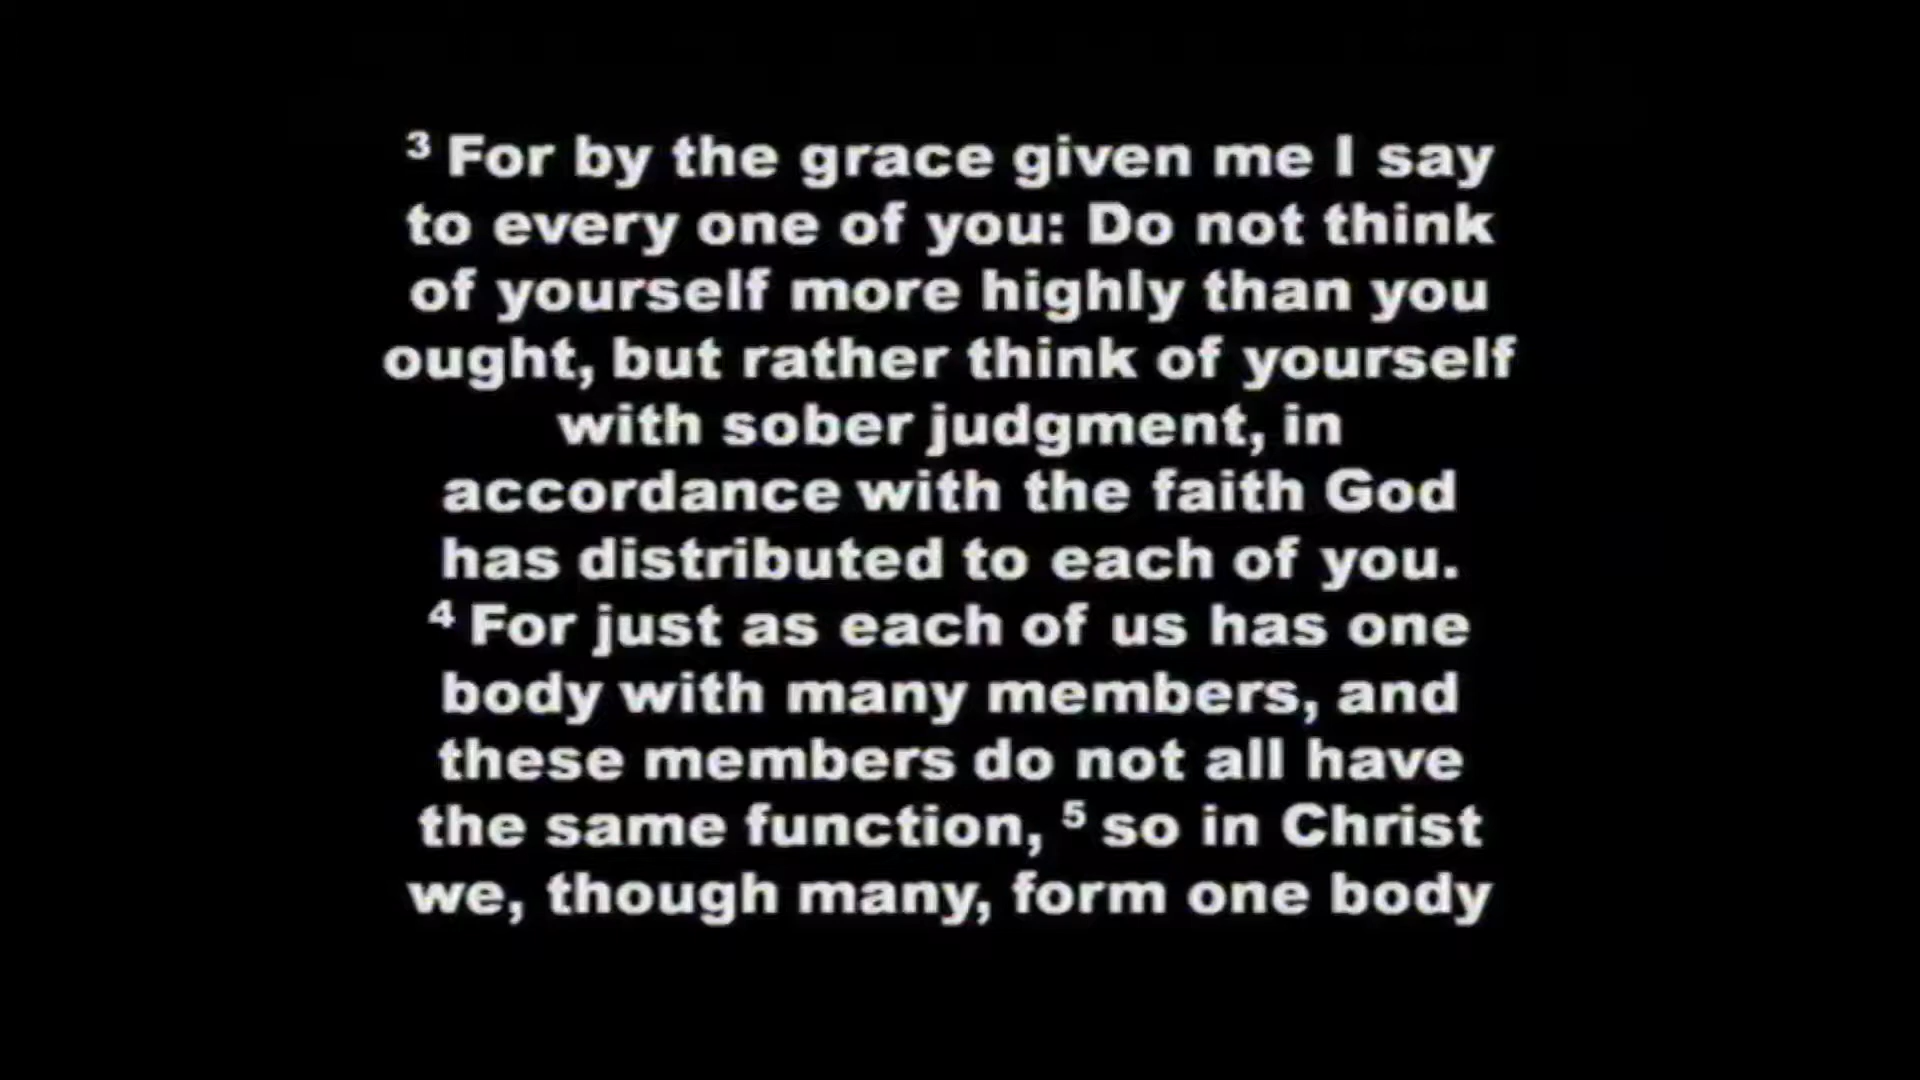 ³ For by the grace given me I say
to every one of you: Do not think
of yourself more highly than you
ought, but rather think of yourself
with sober judgment, in
accordance with the faith God
has distributed to each of you.
⁴ For just as each of us has one
body with many members, and
these members do not all have
the same function, ⁵ so in Christ
we, though many, form one body